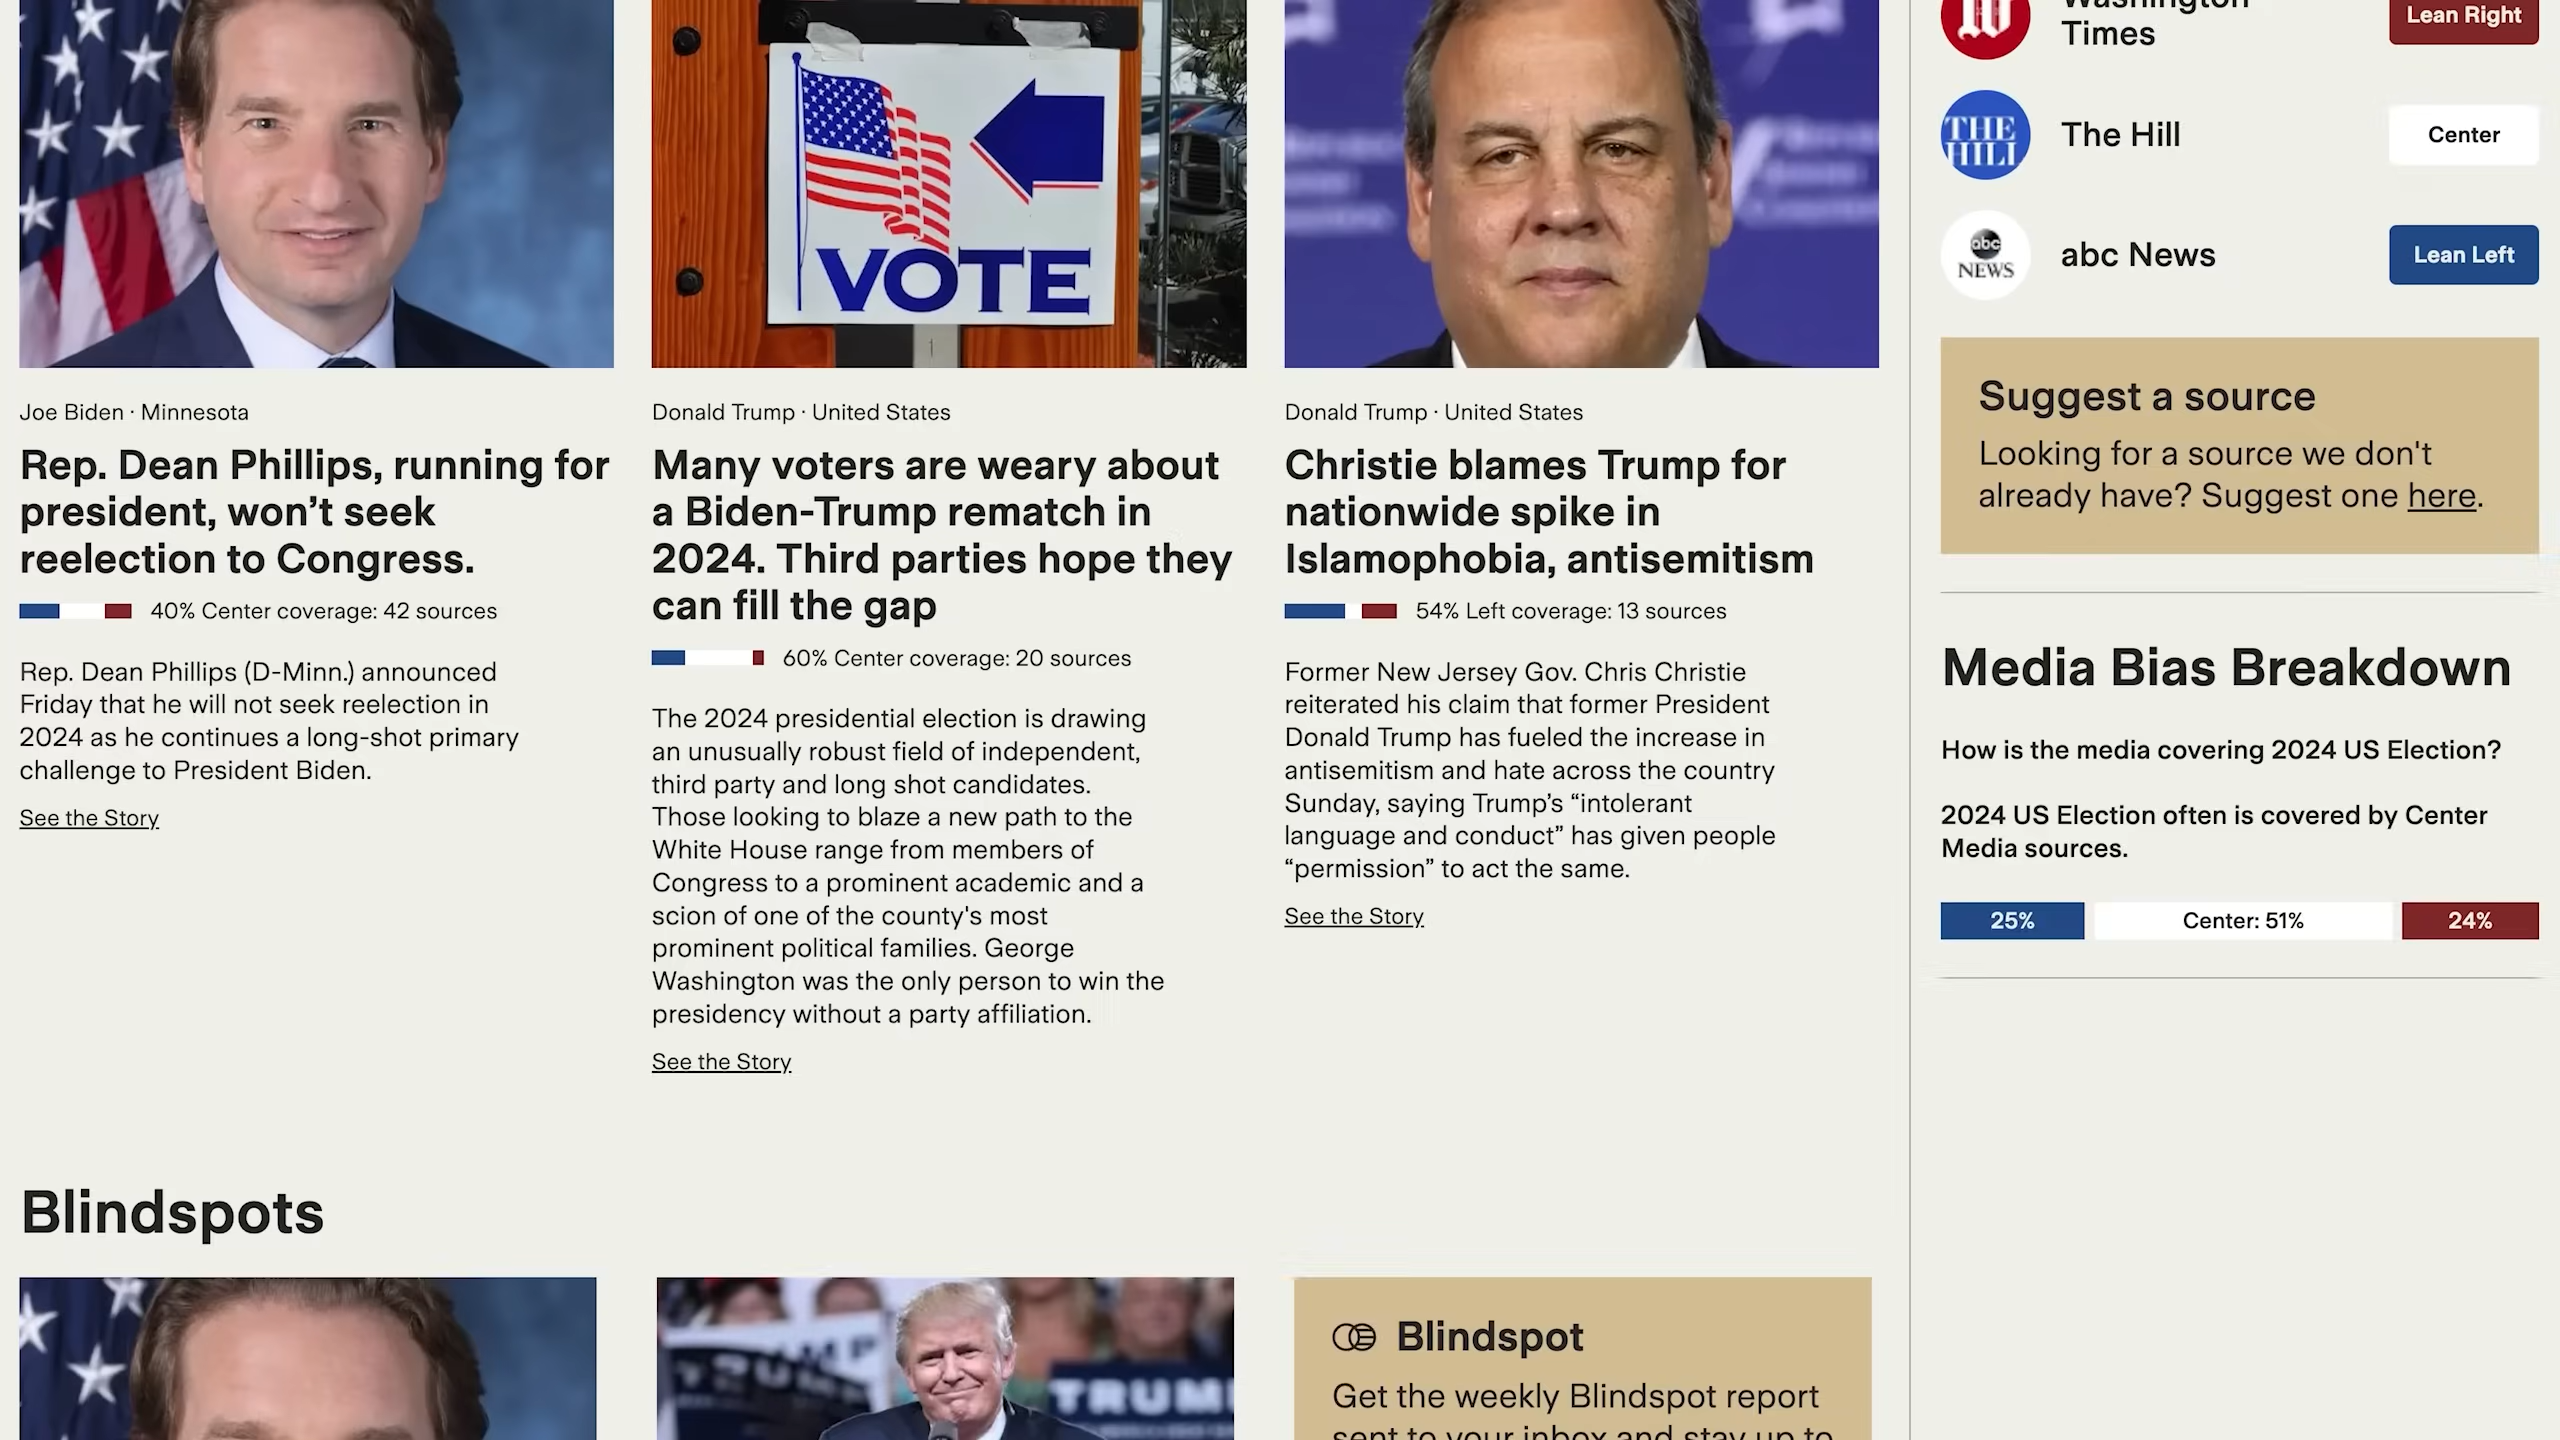 VOTE
Joe Biden · Minnesota
Rep. Dean Phillips, running for
president, won’t seek
reelection to Congress.
40% Center coverage: 42 sources
Rep. Dean Phillips (D-Minn.) announced
Friday that he will not seek reelection in
2024 as he continues a long-shot primary
challenge to President Biden.
See the Story
Donald Trump · United States
Many voters are weary about
a Biden-Trump rematch in
2024. Third parties hope they
can fill the gap
60% Center coverage: 20 sources
The 2024 presidential election is drawing
an unusually robust field of independent,
third party and long shot candidates.
Those looking to blaze a new path to the
White House range from members of
Congress to a prominent academic and a
scion of one of the county's most
prominent political families. George
Washington was the only person to win the
presidency without a party affiliation.
See the Story
Donald Trump · United States
Christie blames Trump for
nationwide spike in
Islamophobia, antisemitism
54% Left coverage: 13 sources
Former New Jersey Gov. Chris Christie
reiterated his claim that former President
Donald Trump has fueled the increase in
antisemitism and hate across the country
Sunday, saying Trump’s “intolerant
language and conduct” has given people
“permission” to act the same.
See the Story
Blindspots
TRUMP
TRUM
Blindspot
Get the weekly Blindspot report
sent to your inbox and stay up to
Washington
Times
Lean Right
THE
HILL
The Hill
Center
abc
NEWS
abc News
Lean Left
Suggest a source
Looking for a source we don't
already have? Suggest one here.
Media Bias Breakdown
How is the media covering 2024 US Election?
2024 US Election often is covered by Center
Media sources.
25%
Center: 51%
24%